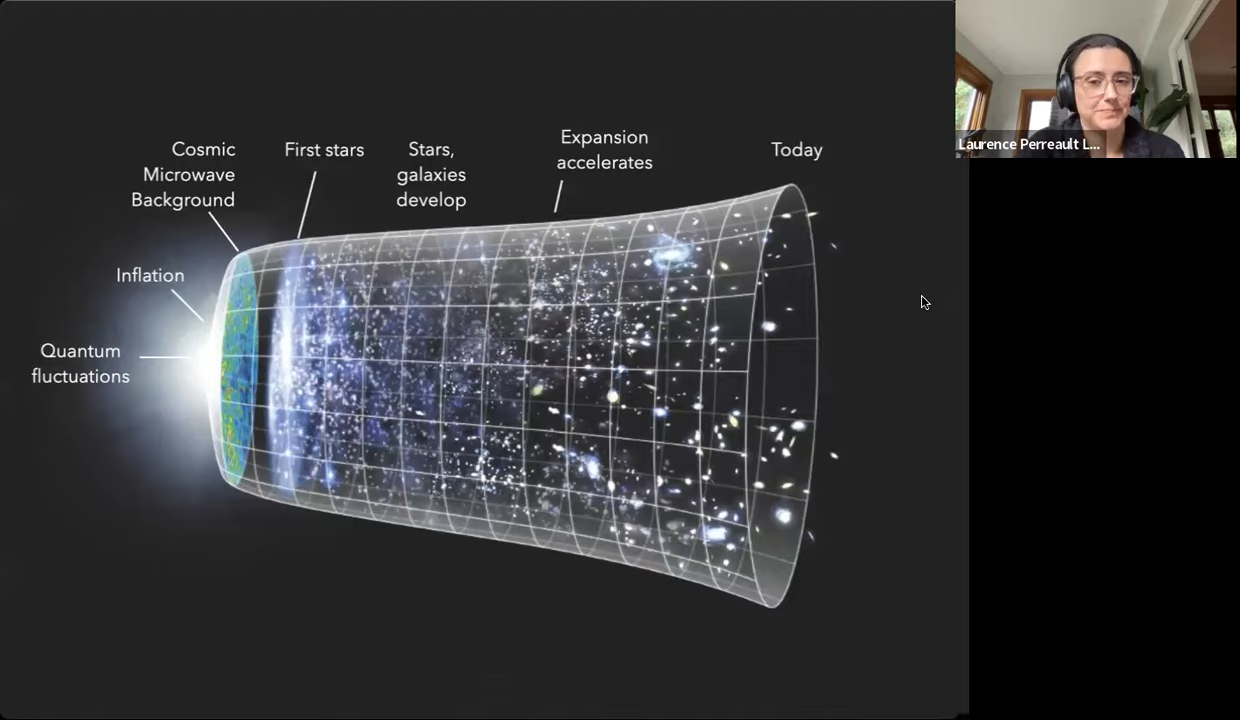 Cosmic
Microwave
Background
First stars
Stars,
galaxies
develop
Expansion
accelerates
Today
Inflation
Quantum
fluctuations
Laurence Perreault L...